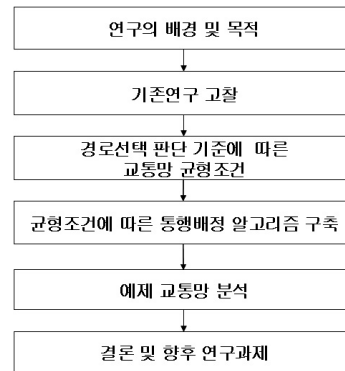 연구의 배경 및 목적
기존연구 고찰
경로선택 판단 기준에 따른
교통망 균형조건
균형조건에 따른 통행배정 알고리즘 구축
예제 교통망 분석
결론 및 향후 연구과제